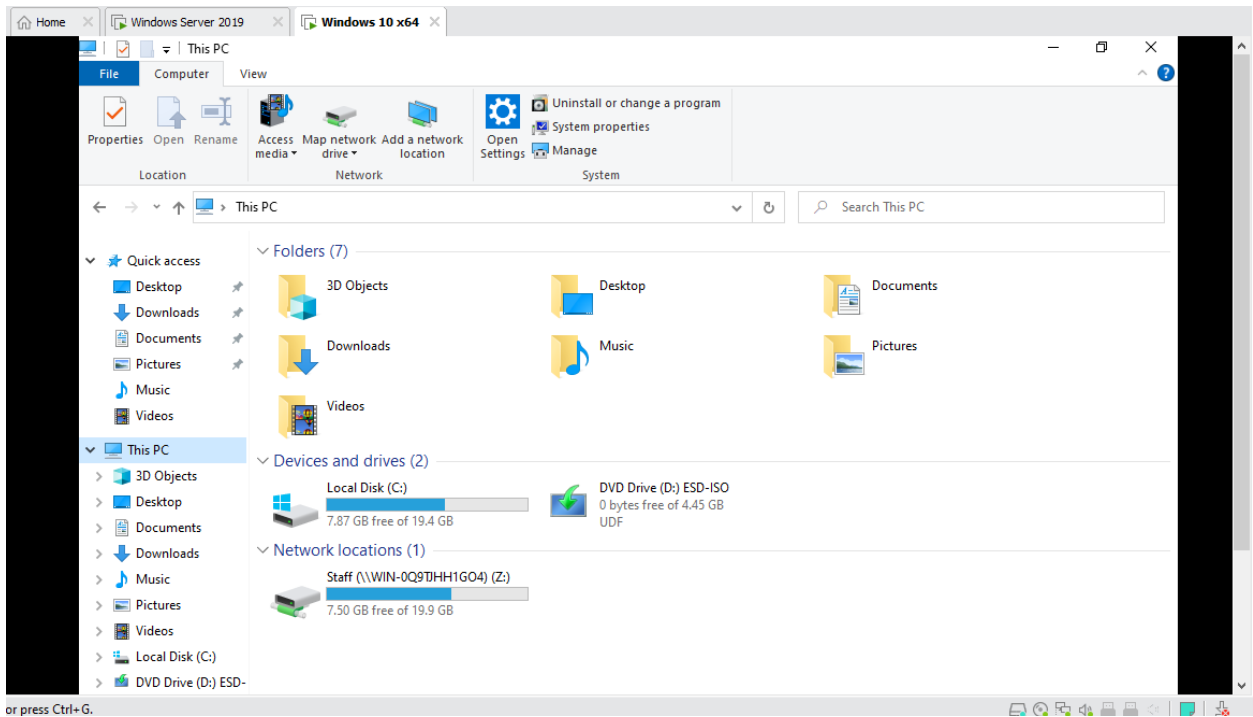 Home
Windows Server 2019
Windows 10 x64
This PC
File Computer View
Properties Open Rename
Access media
Map network drive
Add a network location
Open Settings
Uninstall or change a program
System properties
Manage
Location Network System
This PC
Search This PC
Quick access
Desktop
Downloads
Documents
Pictures
Music
Videos
This PC
3D Objects
Desktop
Documents
Downloads
Music
Pictures
Videos
Local Disk (C:)
DVD Drive (D:) ESD-
Folders (7)
3D Objects
Desktop
Documents
Downloads
Music
Pictures
Videos
Devices and drives (2)
Local Disk (C:)
7.87 GB free of 19.4 GB
DVD Drive (D:) ESD-ISO
0 bytes free of 4.45 GB
UDF
Network locations (1)
Staff (\\WIN-0Q9TJHH1GO4) (Z:)
7.50 GB free of 19.9 GB
or press Ctrl+G.